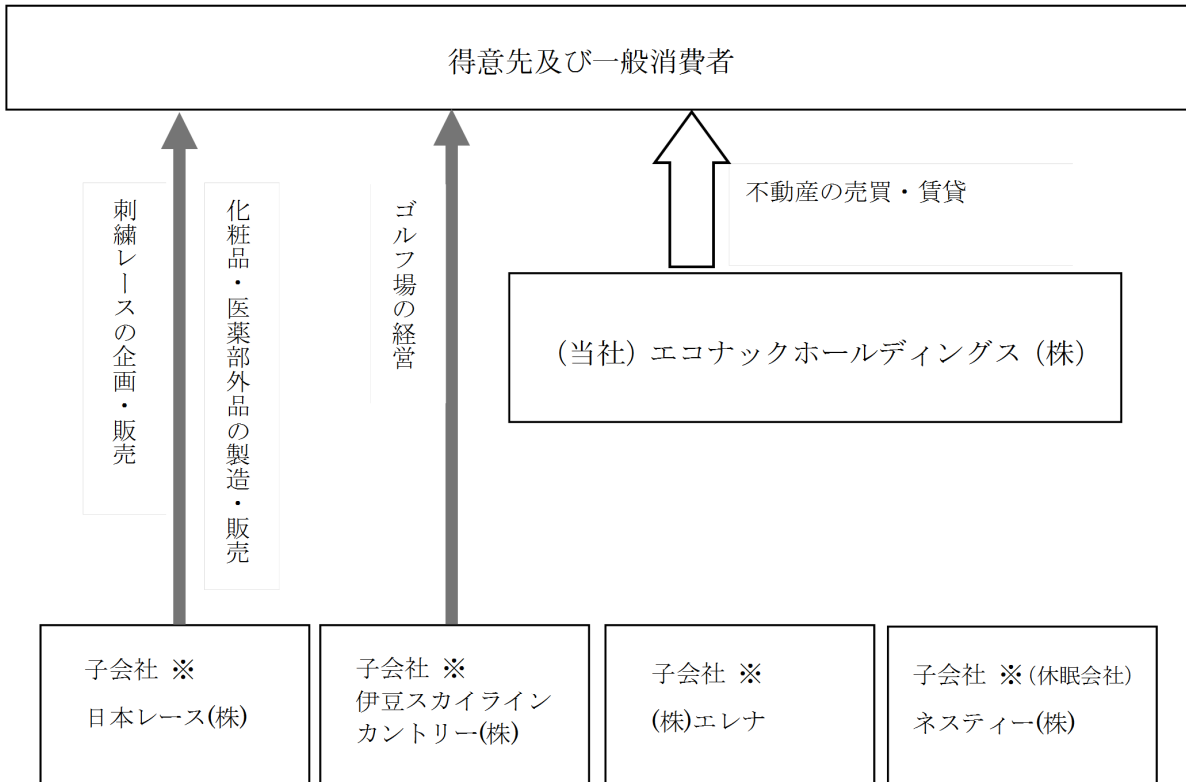 得意先及び一般消費者
刺繍レースの企画・販売
化粧品・医薬部外品の製造・販売
ゴルフ場の経営
不動産の売買・賃貸
（当社）エコナックホールディングス（株）
子会社 ※
日本レース(株)
子会社 ※
伊豆スカイライン
カントリー(株)
子会社 ※
(株)エレナ
子会社 ※(休眠会社)
ネスティー(株)